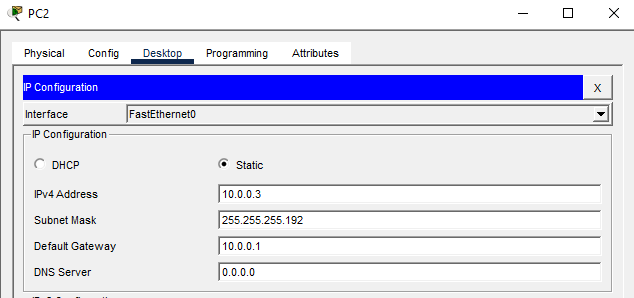 PC2
Physical Config Desktop Programming Attributes
IP Configuration X
Interface FastEthernet0
IP Configuration
DHCP Static
IPv4 Address 10.0.0.3
Subnet Mask 255.255.255.192
Default Gateway 10.0.0.1
DNS Server 0.0.0.0